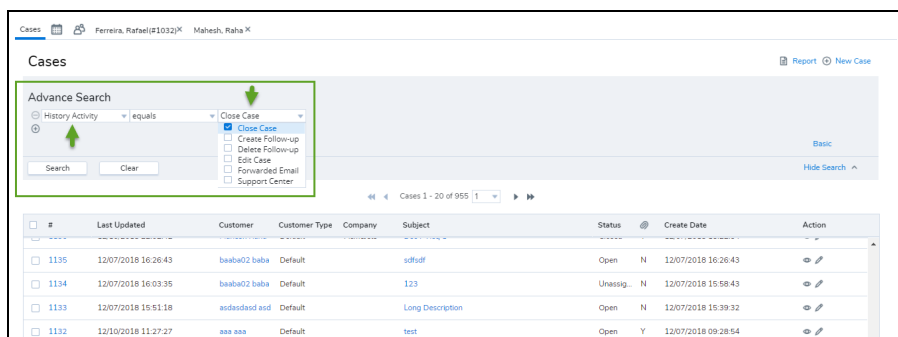 Cases Ferreira, Rafael(#1032)X Mahesh, Raha X
Cases
Report New Case
Advance Search
History Activity equals Close Case
Close Case
Create Follow-up
Delete Follow-up
Edit Case
Forwarded Email
Support Center
Basic
Search Clear Hide Search
Cases 1 - 20 of 955 1
# Last Updated Customer Customer Type Company Subject Status Create Date Action
1135 12/07/2018 16:26:43 baaba02 baba Default sdfsdf Open N 12/07/2018 16:26:43
1134 12/07/2018 16:03:35 baaba02 baba Default 123 Unassig... N 12/07/2018 15:58:43
1133 12/07/2018 15:51:18 asdasdasd asd Default Long Description Open N 12/07/2018 15:39:32
1132 12/10/2018 11:27:27 aaa aaa Default test Open Y 12/07/2018 09:28:54